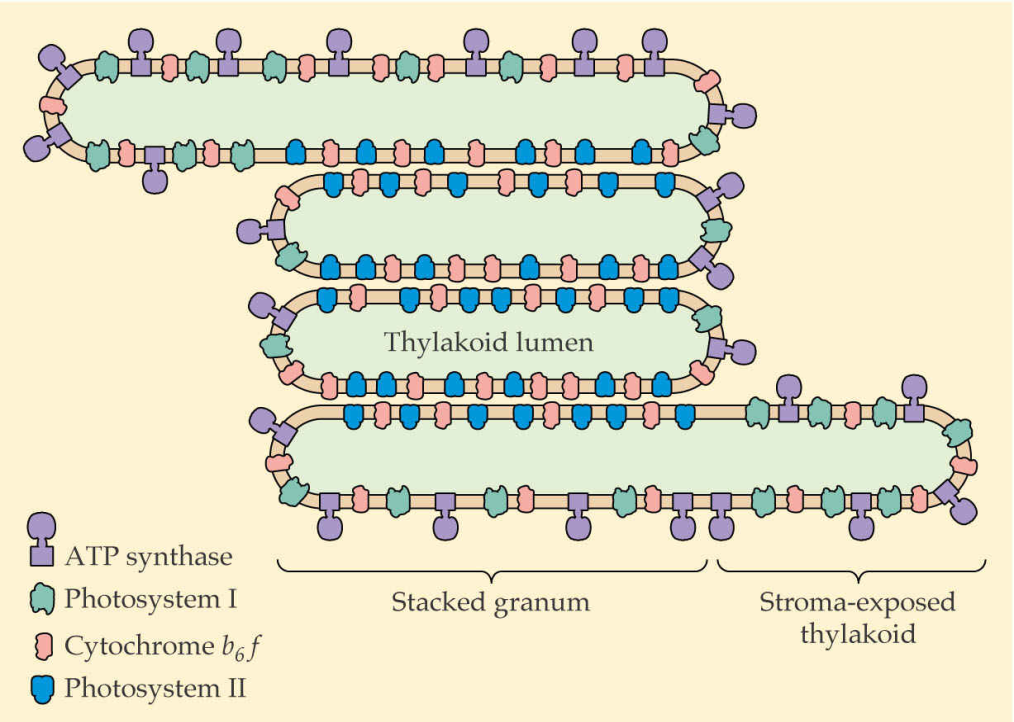 Thylakoid lumen
ATP synthase
Photosystem I
Cytochrome b₆f
Photosystem II
Stacked granum
Stroma-exposed
thylakoid